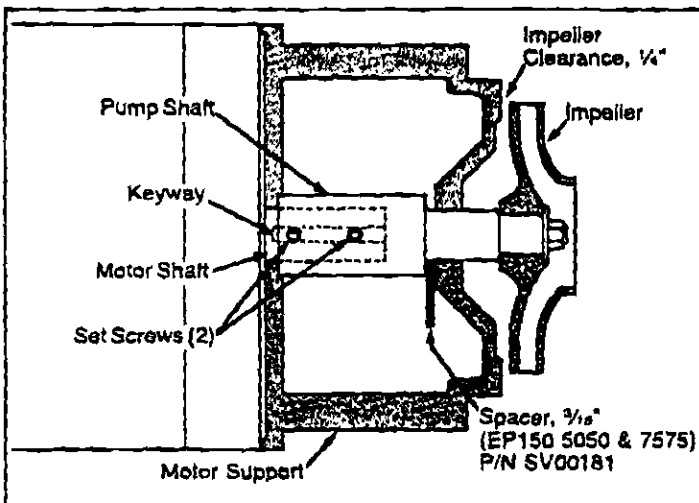 Impeller
Clearance, ¼"
Impeller
Pump Shaft
Keyway
Motor Shaft
Set Screws (2)
Spacer, ³⁄₁₆"
(EP150 5050 & 7575)
P/N SV00181
Motor Support